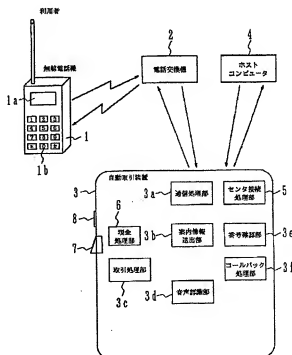 利用者
無線電話機
1a
1
1b
2
電話交換機
4
ホスト
コンピュータ
自動取引装置
3
3a
通信処理部
センタ接続
処理部
5
8
6
現金
処理部
7
3b
案内情報
送出部
番号確認部
3e
取引処理部
3c
3d
音声認識部
コールバック
処理部
3f